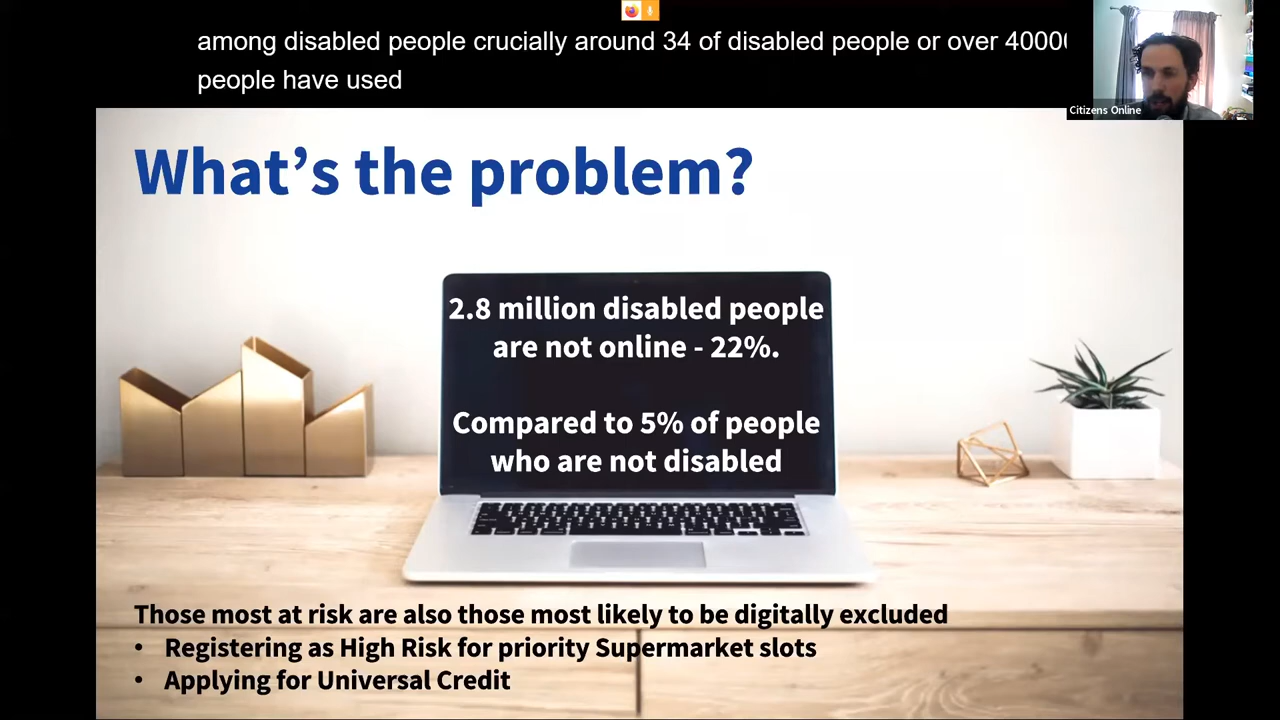 among disabled people crucially around 34 of disabled people or over 4000
people have used
Citizens Online
What's the problem?
2.8 million disabled people
are not online - 22%.
Compared to 5% of people
who are not disabled
Those most at risk are also those most likely to be digitally excluded
• Registering as High Risk for priority Supermarket slots
• Applying for Universal Credit